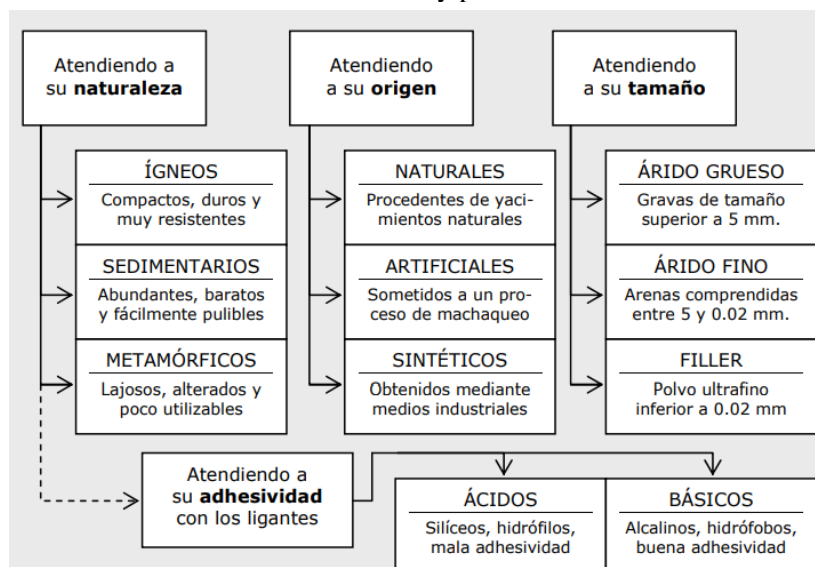 y p
Atendiendo a
su naturaleza
ÍGNEOS
Compactos, duros y
muy resistentes
SEDIMENTARIOS
Abundantes, baratos
y fácilmente pulibles
METAMÓRFICOS
Lajosos, alterados y
poco utilizables
Atendiendo
a su origen
NATURALES
Procedentes de yaci-
mientos naturales
ARTIFICIALES
Sometidos a un pro-
ceso de machaqueo
SINTÉTICOS
Obtenidos mediante
medios industriales
Atendiendo
a su tamaño
ÁRIDO GRUESO
Gravas de tamaño
superior a 5 mm.
ÁRIDO FINO
Arenas comprendidas
entre 5 y 0.02 mm.
FILLER
Polvo ultrafino
inferior a 0.02 mm
Atendiendo a
su adhesividad
con los ligantes
ÁCIDOS
Silíceos, hidrófilos,
mala adhesividad
BÁSICOS
Alcalinos, hidrófobos,
buena adhesividad